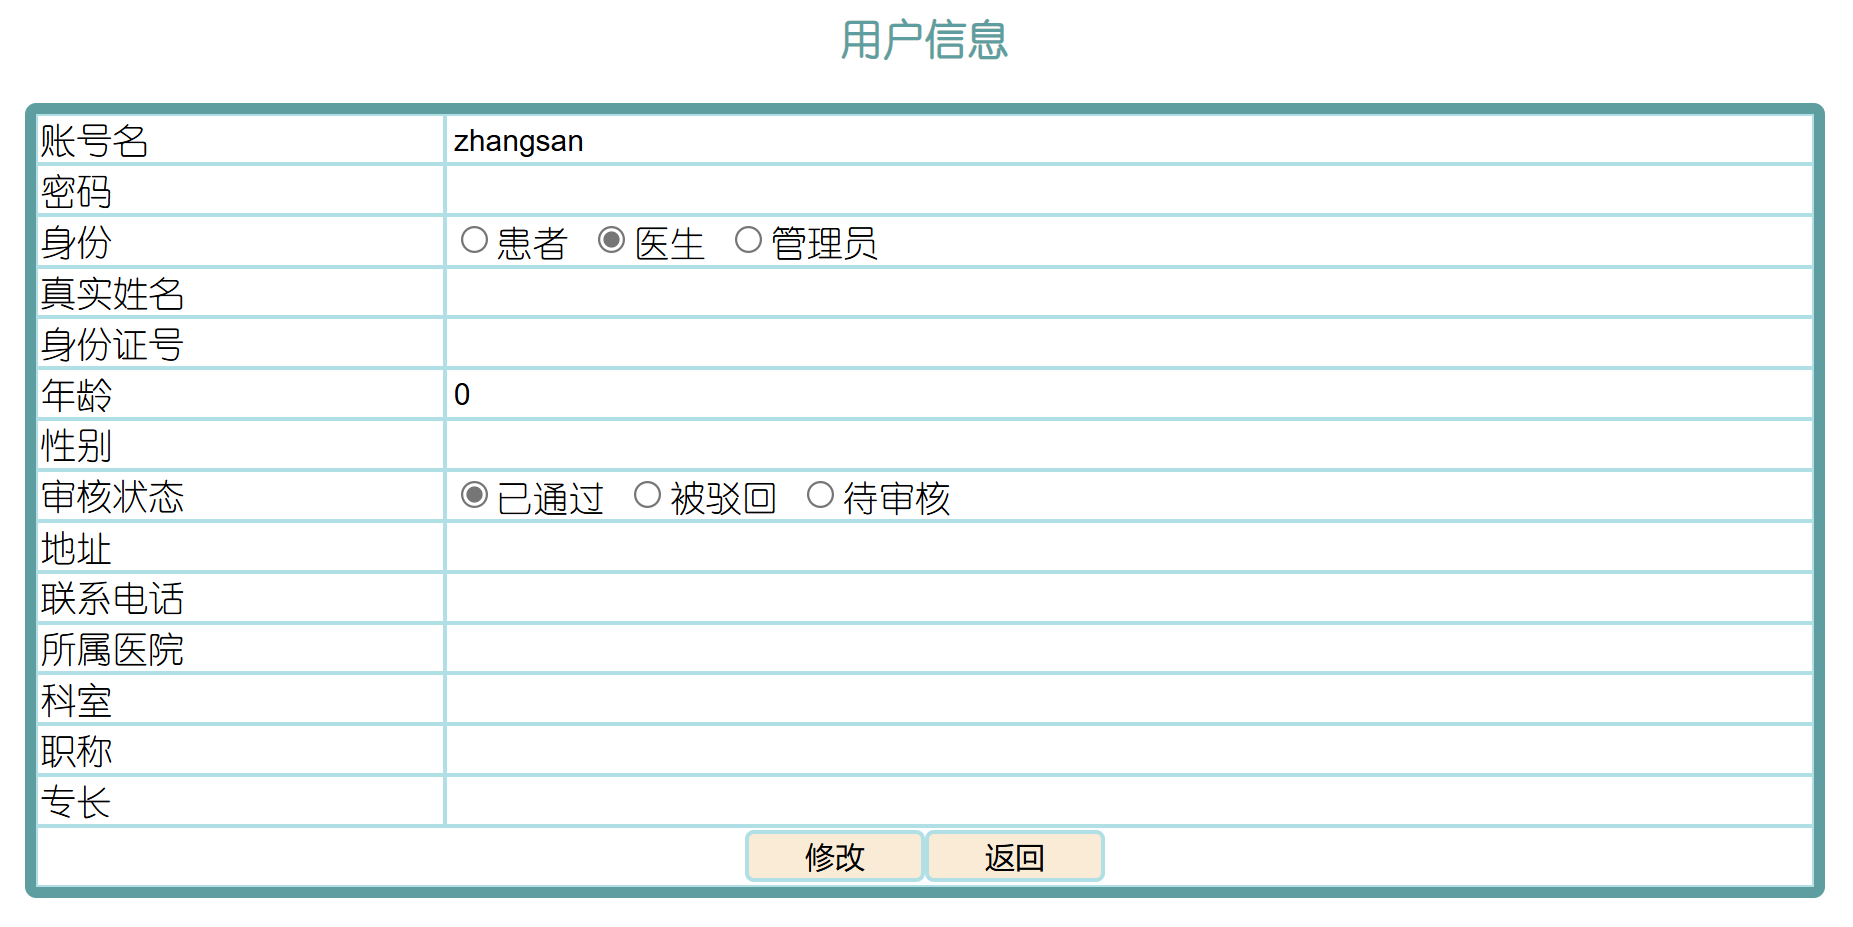 用户信息
账号名 zhangsan
密码
身份 患者 医生 管理员
真实姓名
身份证号
年龄 0
性别
审核状态 已通过 被驳回 待审核
地址
联系电话
所属医院
科室
职称
专长
修改 返回